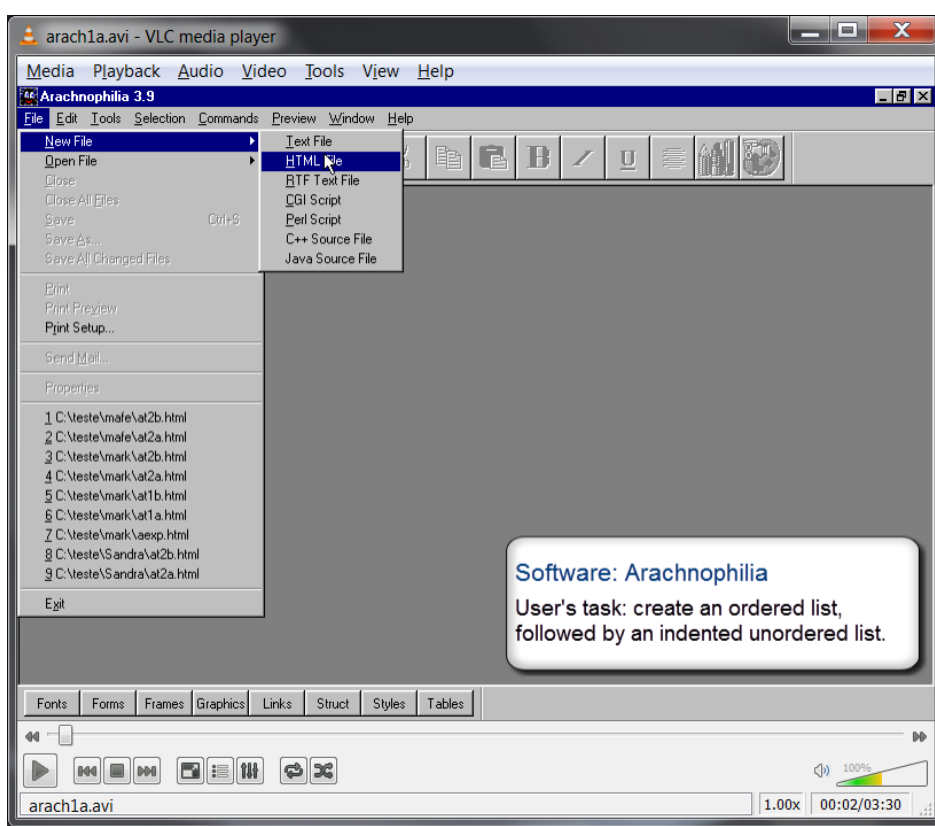 arach1a.avi - VLC media player
Media Playback Audio Video Tools View Help
Arachnophilia 3.9
File Edit Tools Selection Commands Preview Window Help
New File
Open File
Close
Close All Files
Save Ctrl+S
Save As...
Save All Changed Files
Print
Print Preview
Print Setup...
Send Mail...
Properties
1 C:\teste\mafe\at2b.html
2 C:\teste\mafe\at2a.html
3 C:\teste\mark\at2b.html
4 C:\teste\mark\at2a.html
5 C:\teste\mark\at1b.html
6 C:\teste\mark\at1a.html
7 C:\teste\mark\aexp.html
8 C:\teste\Sandra\at2b.html
9 C:\teste\Sandra\at2a.html
Exit
Text File
HTML File
RTF Text File
CGI Script
Perl Script
C++ Source File
Java Source File
B I U
Software: Arachnophilia
User's task: create an ordered list,
followed by an indented unordered list.
Fonts Forms Frames Graphics Links Struct Styles Tables
100%
arach1a.avi 1.00x 00:02/03:30